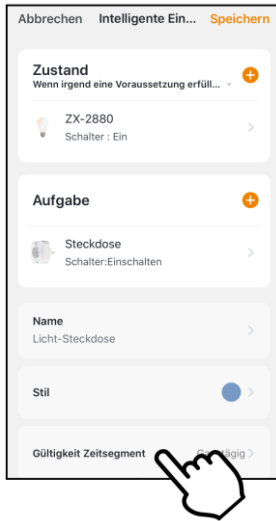 Abbrechen Intelligente Ein... Speichern
Zustand
Wenn irgend eine Voraussetzung erfüll...
ZX-2880
Schalter : Ein
Aufgabe
Steckdose
Schalter:Einschalten
Name
Licht-Steckdose
Stil
Gültigkeit Zeitsegment